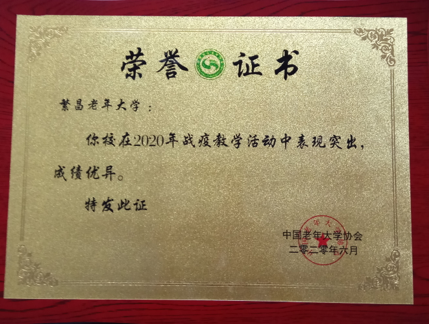 荣誉证书
繁昌老年大学：
你校在2020年战疫教学活动中表现突出，
成绩优异。
特发此证
中国老年大学协会
二零二零年六月